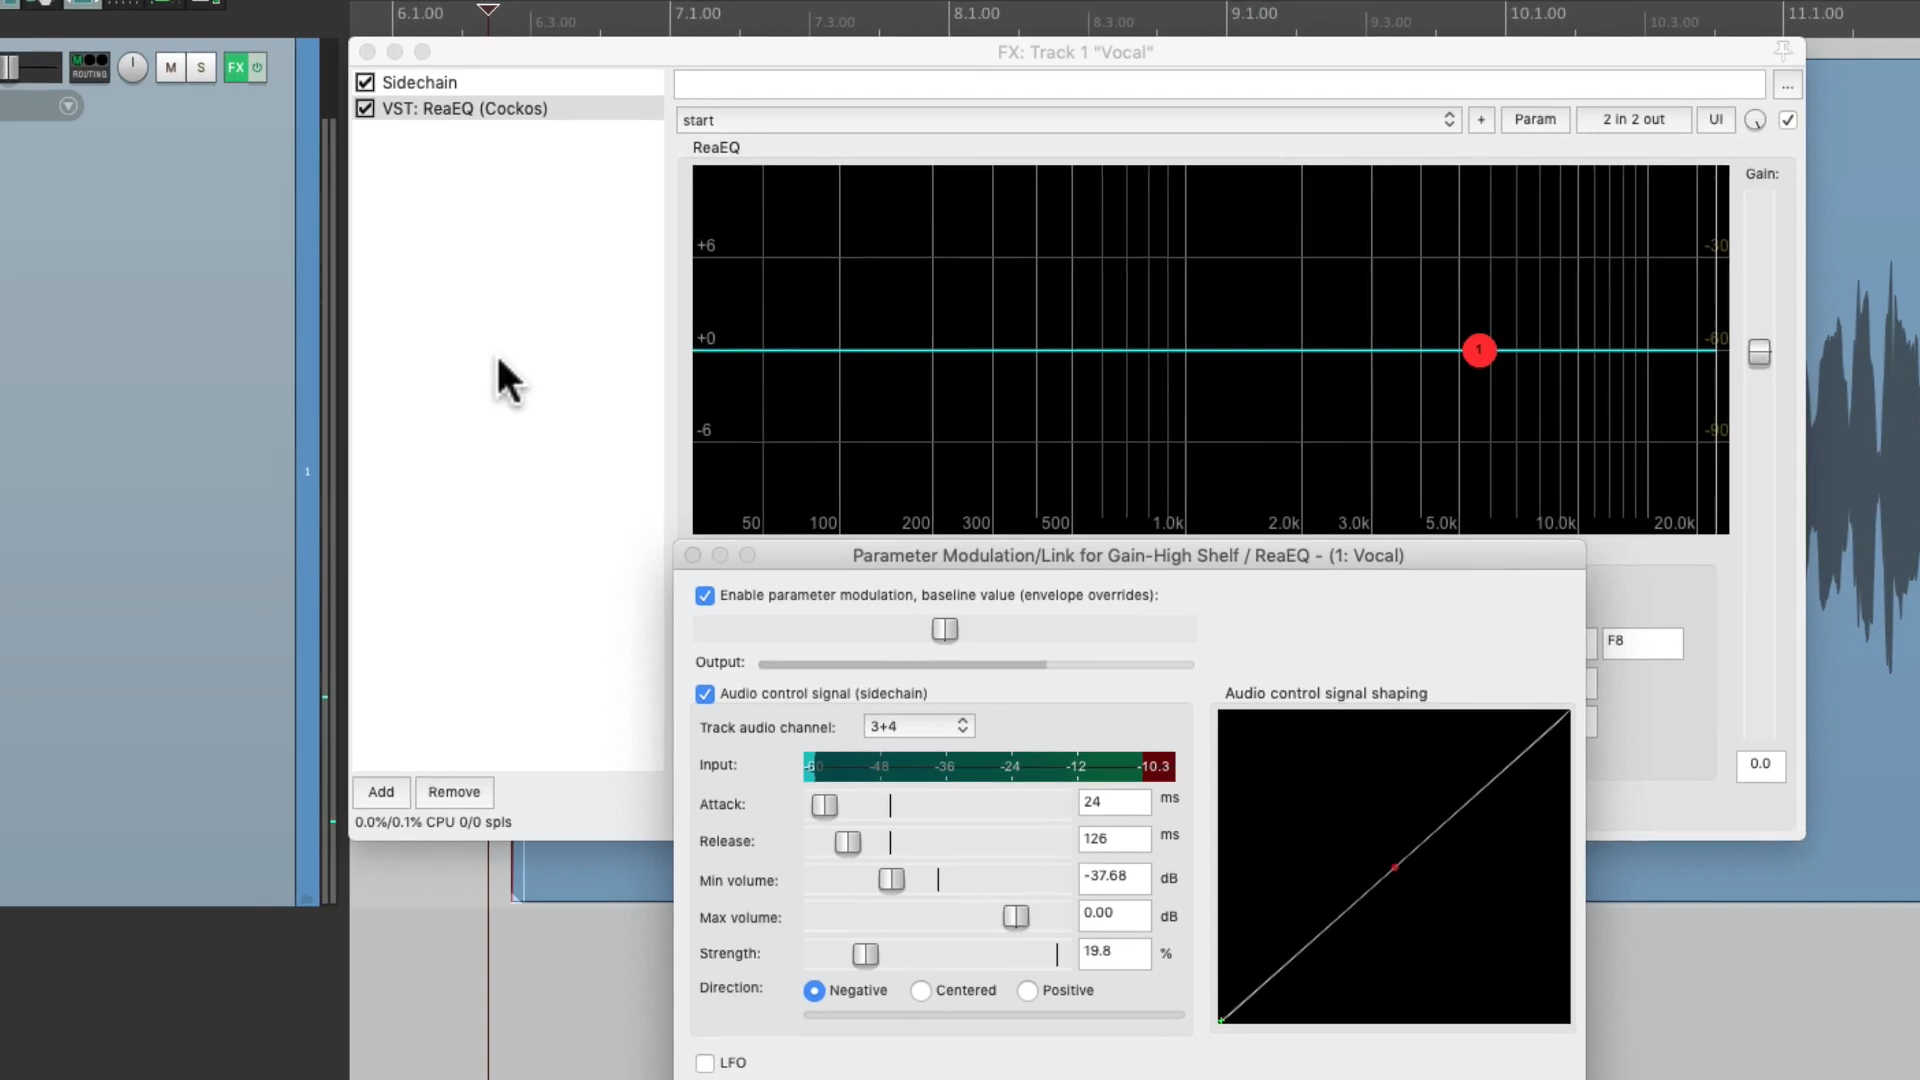 6.1.00 6.3.00 7.1.00 7.3.00 8.1.00 8.3.00 9.1.00 9.3.00 10.1.00 10.3.00 11.1.00
FX: Track 1 "Vocal"
ROUTING M S FX
Sidechain
VST: ReaEQ (Cockos)
...
start + Param 2 in 2 out UI
ReaEQ
Gain:
+6 -30
+0 1 -60
-6 -90
1
50 100 200 300 500 1.0k 2.0k 3.0k 5.0k 10.0k 20.0k
Parameter Modulation/Link for Gain-High Shelf / ReaEQ - (1: Vocal)
Enable parameter modulation, baseline value (envelope overrides):
F8
Output:
Audio control signal (sidechain)
Audio control signal shaping
Track audio channel: 3+4
Input: -60 -48 -36 -24 -12 -10.3
0.0
Add Remove
0.0%/0.1% CPU 0/0 spls
Attack: 24 ms
Release: 126 ms
Min volume: -37.68 dB
Max volume: 0.00 dB
Strength: 19.8 %
Direction: Negative Centered Positive
LFO